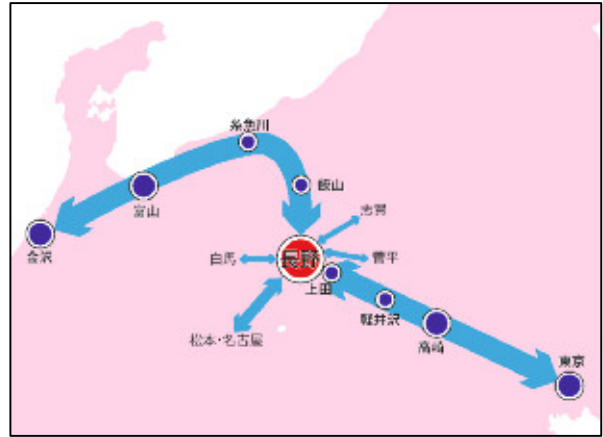 糸魚川
飯山
志賀
富山
金沢
白馬
長野
菅平
上田
軽井沢
松本・名古屋
高崎
東京